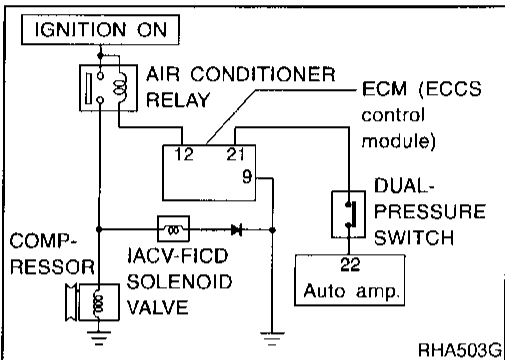 IGNITION ON
AIR CONDITIONER
RELAY
ECM (ECCS
control
module)
12 21
9
DUAL-
PRESSURE
SWITCH
COMP-
RESSOR
IACV-FICD
SOLENOID
VALVE
22
Auto amp.
RHA503G